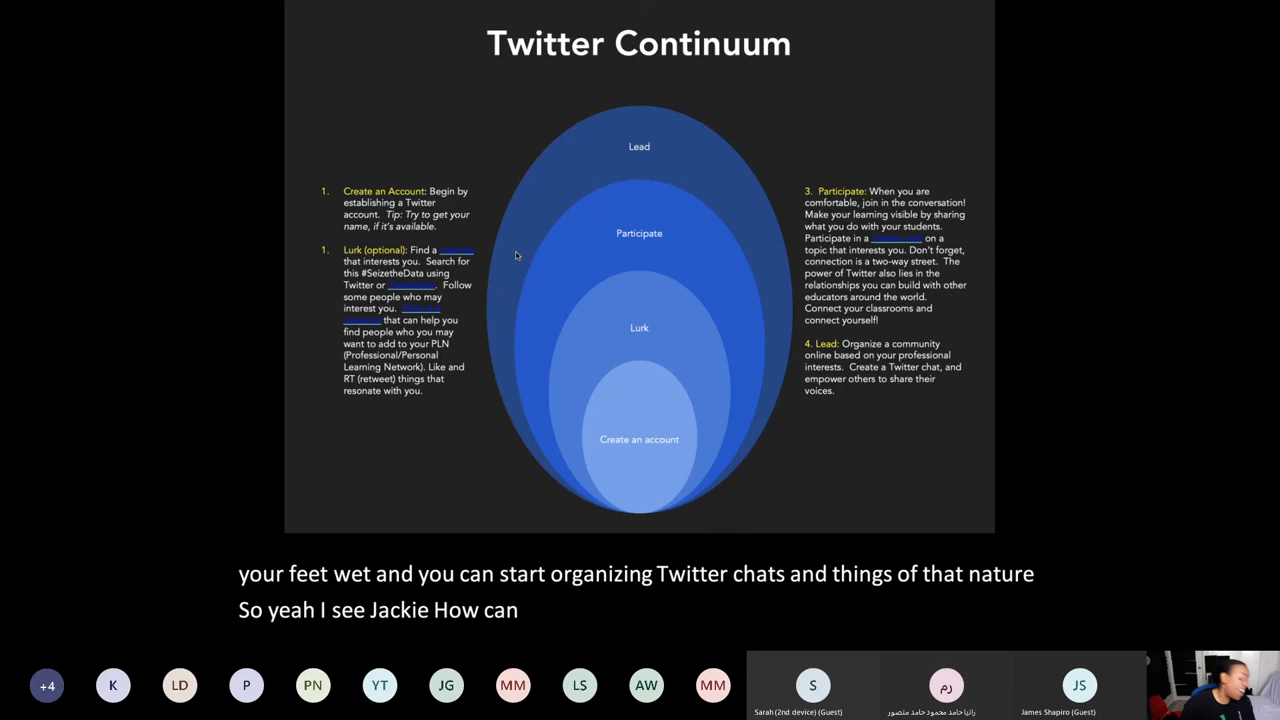 Twitter Continuum
Lead
Participate
Lurk
Create an account
1. Create an Account: Begin by
establishing a Twitter
account. Tip: Try to get your
name, if it's available.
1. Lurk (optional): Find a
that interests you. Search for
this #SeizetheData using
Twitter or . Follow
some people who may
interest you.
that can help you
find people who you may
want to add to your PLN
(Professional/Personal
Learning Network). Like and
RT (retweet) things that
resonate with you.
3. Participate: When you are
comfortable, join in the conversation!
Make your learning visible by sharing
what you do with your students.
Participate in a on a
topic that interests you. Don't forget,
connection is a two-way street. The
power of Twitter also lies in the
relationships you can build with other
educators around the world.
Connect your classrooms and
connect yourself!
4. Lead: Organize a community
online based on your professional
interests. Create a Twitter chat, and
empower others to share their
voices.
your feet wet and you can start organizing Twitter chats and things of that nature
So yeah I see Jackie How can
+4
K
LD
P
PN
YT
JG
MM
LS
AW
MM
S
رم
JS
Sarah (2nd device) (Guest)
رانيا حامد محمود حامد منصور
James Shapiro (Guest)